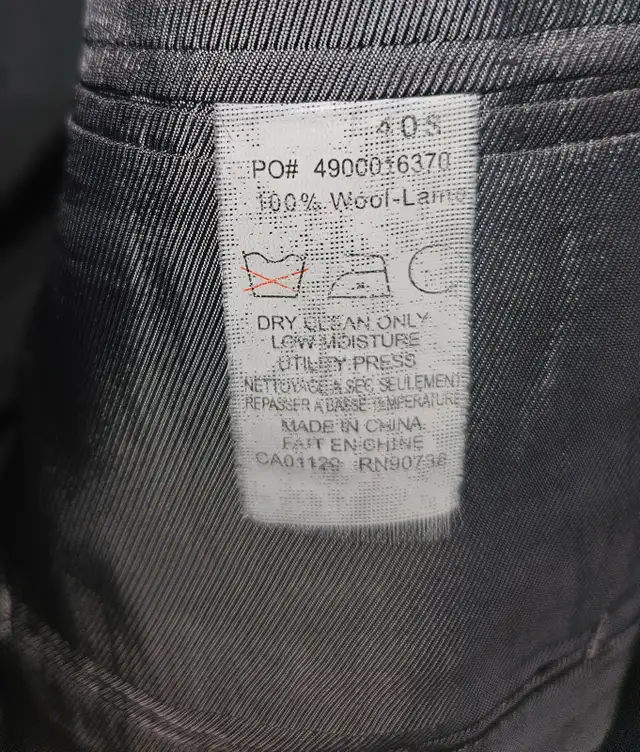 40S
PO# 4900016370
100% Wool-Laine
DRY CLEAN ONLY
LOW MOISTURE
UTILITY PRESS
NETTOYAGE A SEC SEULEMENT
REPASSER A BASSE TEMPERATURE
MADE IN CHINA
FAIT EN CHINE
CA01129 RN90738